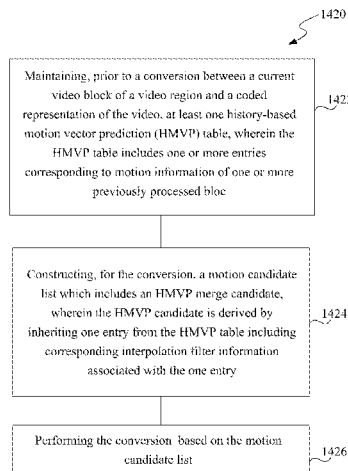 1420
Maintaining, prior to a conversion between a current
video block of a video region and a coded
representation of the video, at least one history-based
motion vector prediction (HMVP) table, wherein the
HMVP table includes one or more entries
corresponding to motion information of one or more
previously processed bloc
142
Constructing, for the conversion, a motion candidate
list which includes an HMVP merge candidate,
wherein the HMVP candidate is derived by
inheriting one entry from the HMVP table including
corresponding interpolation filter information
associated with the one entry
1424
Performing the conversion based on the motion
candidate list
1426